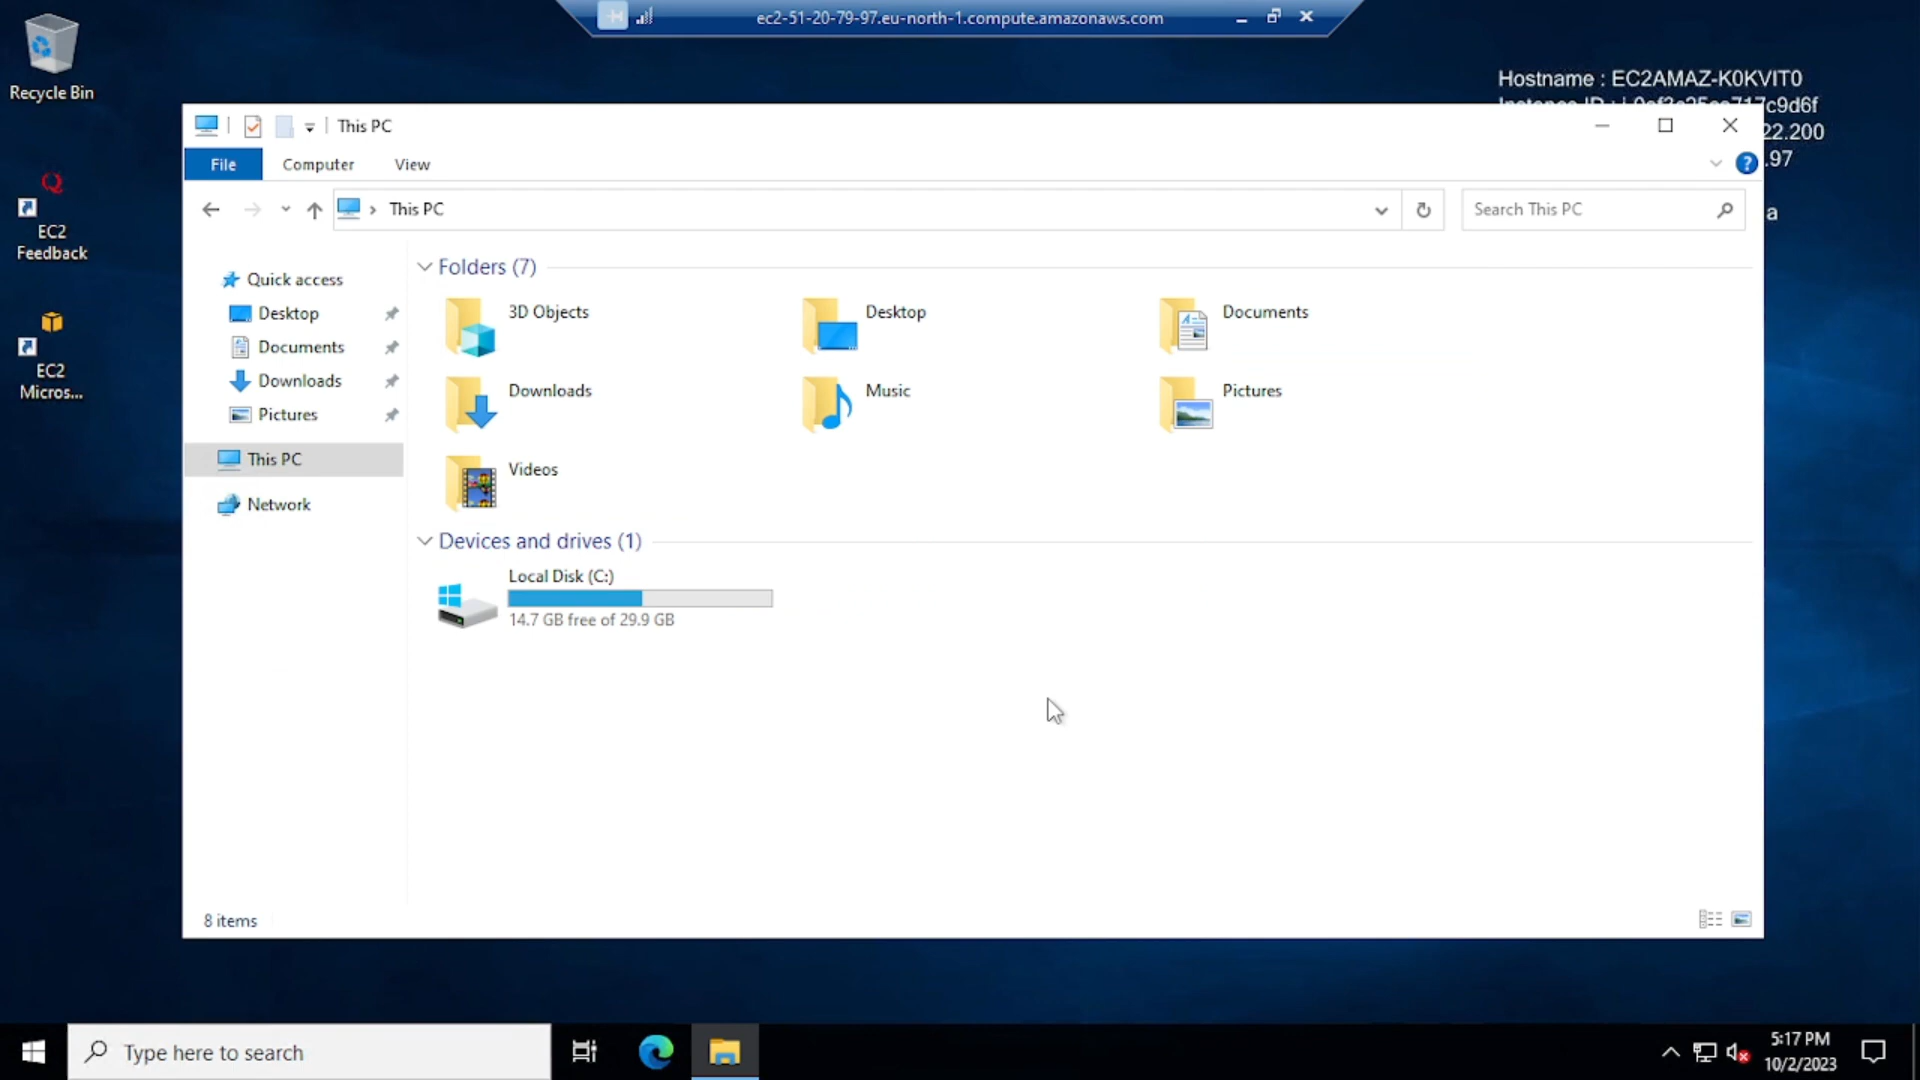 ec2-51-20-79-97.eu-north-1.compute.amazonaws.com
Recycle Bin
Hostname : EC2AMAZ-K0KVIT0
c9d6f
22.200
.97
a
EC2
Feedback
EC2
Micros...
This PC
File
Computer
View
This PC
Search This PC
Quick access
Desktop
Documents
Downloads
Pictures
This PC
Network
Folders (7)
3D Objects
Desktop
Documents
Downloads
Music
Pictures
Videos
Devices and drives (1)
Local Disk (C:)
14.7 GB free of 29.9 GB
8 items
Type here to search
5:17 PM
10/2/2023